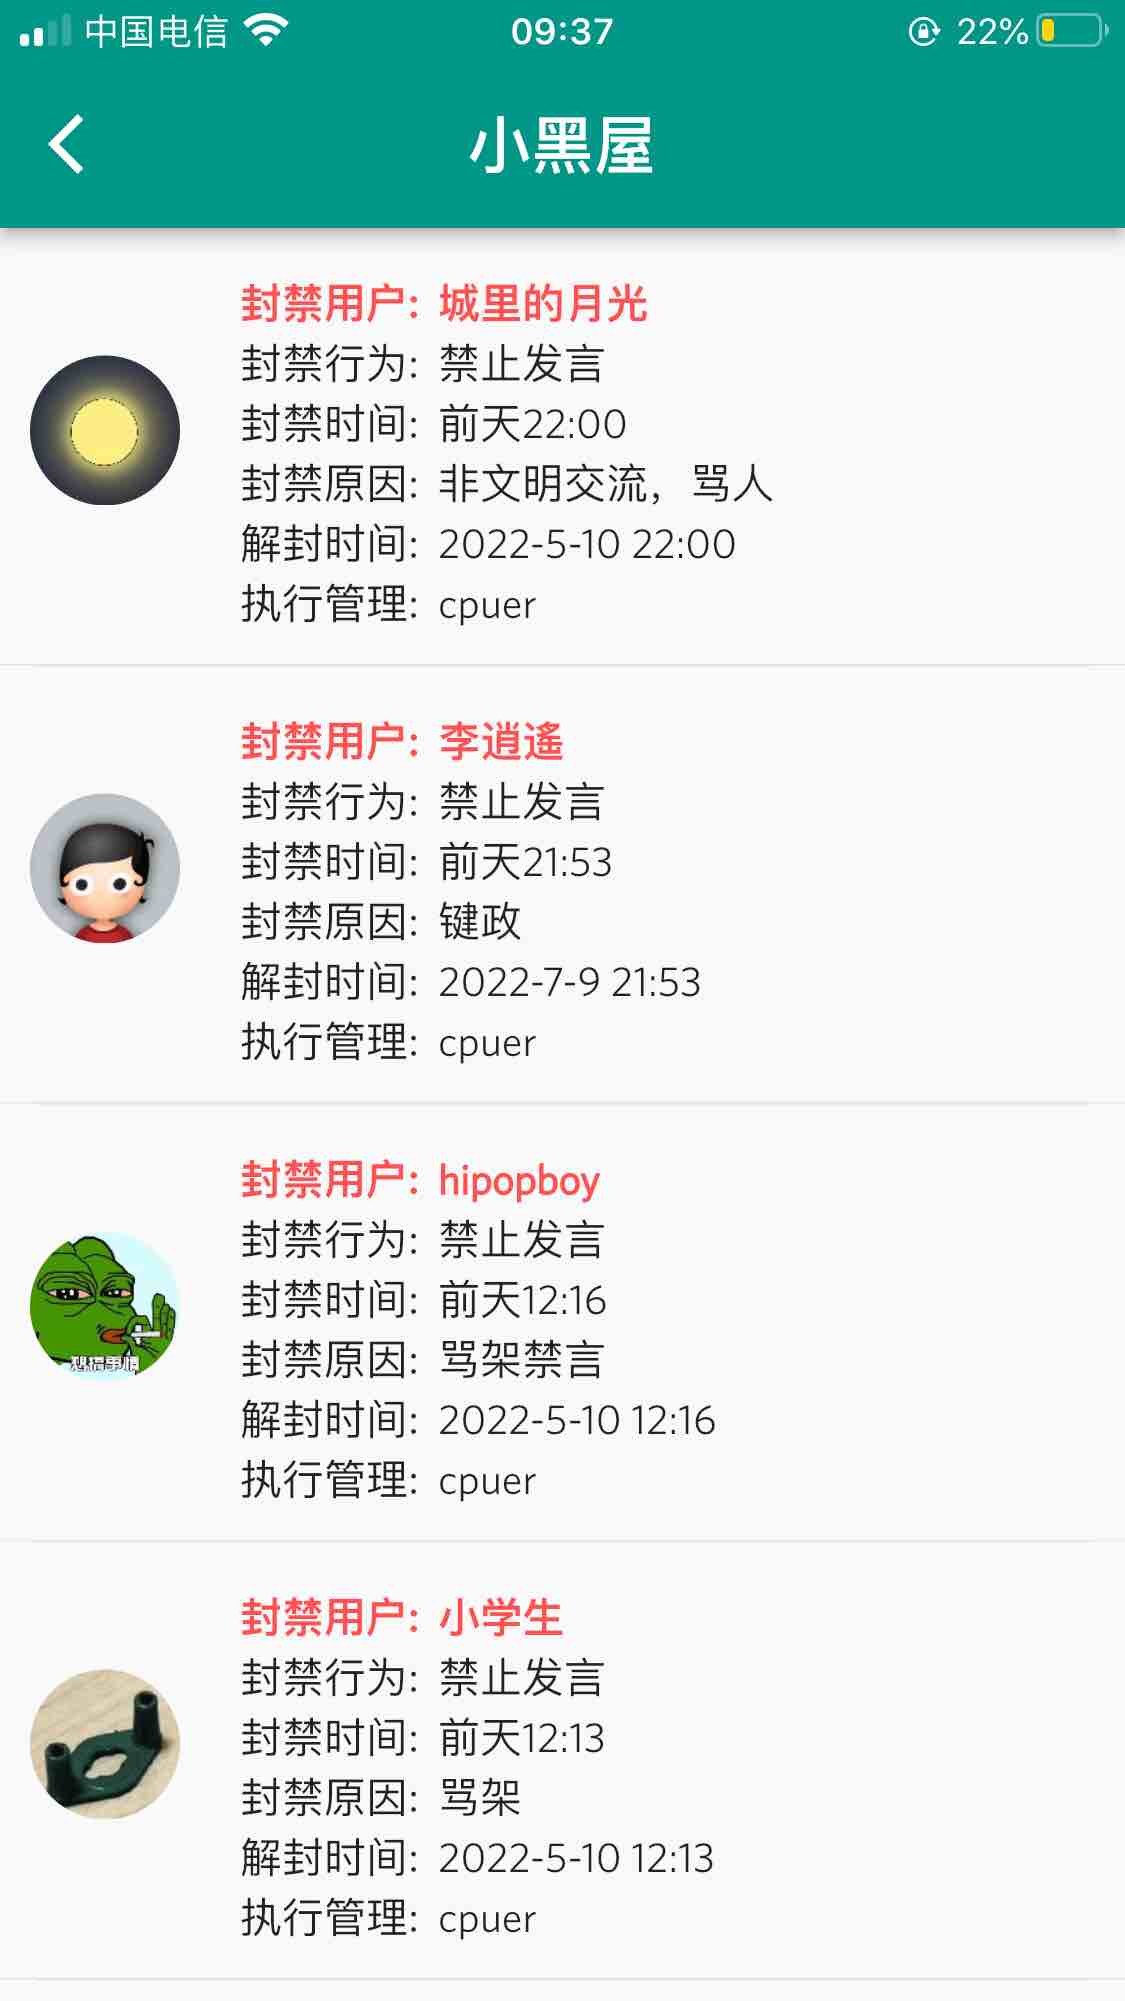 中国电信
09:37
22%
小黑屋
封禁用户: 城里的月光
封禁行为: 禁止发言
封禁时间: 前天22:00
封禁原因: 非文明交流，骂人
解封时间: 2022-5-10 22:00
执行管理: cpuer
封禁用户: 李逍遙
封禁行为: 禁止发言
封禁时间: 前天21:53
封禁原因: 键政
解封时间: 2022-7-9 21:53
执行管理: cpuer
封禁用户: hipopboy
封禁行为: 禁止发言
封禁时间: 前天12:16
封禁原因: 骂架禁言
解封时间: 2022-5-10 12:16
执行管理: cpuer
封禁用户: 小学生
封禁行为: 禁止发言
封禁时间: 前天12:13
封禁原因: 骂架
解封时间: 2022-5-10 12:13
执行管理: cpuer